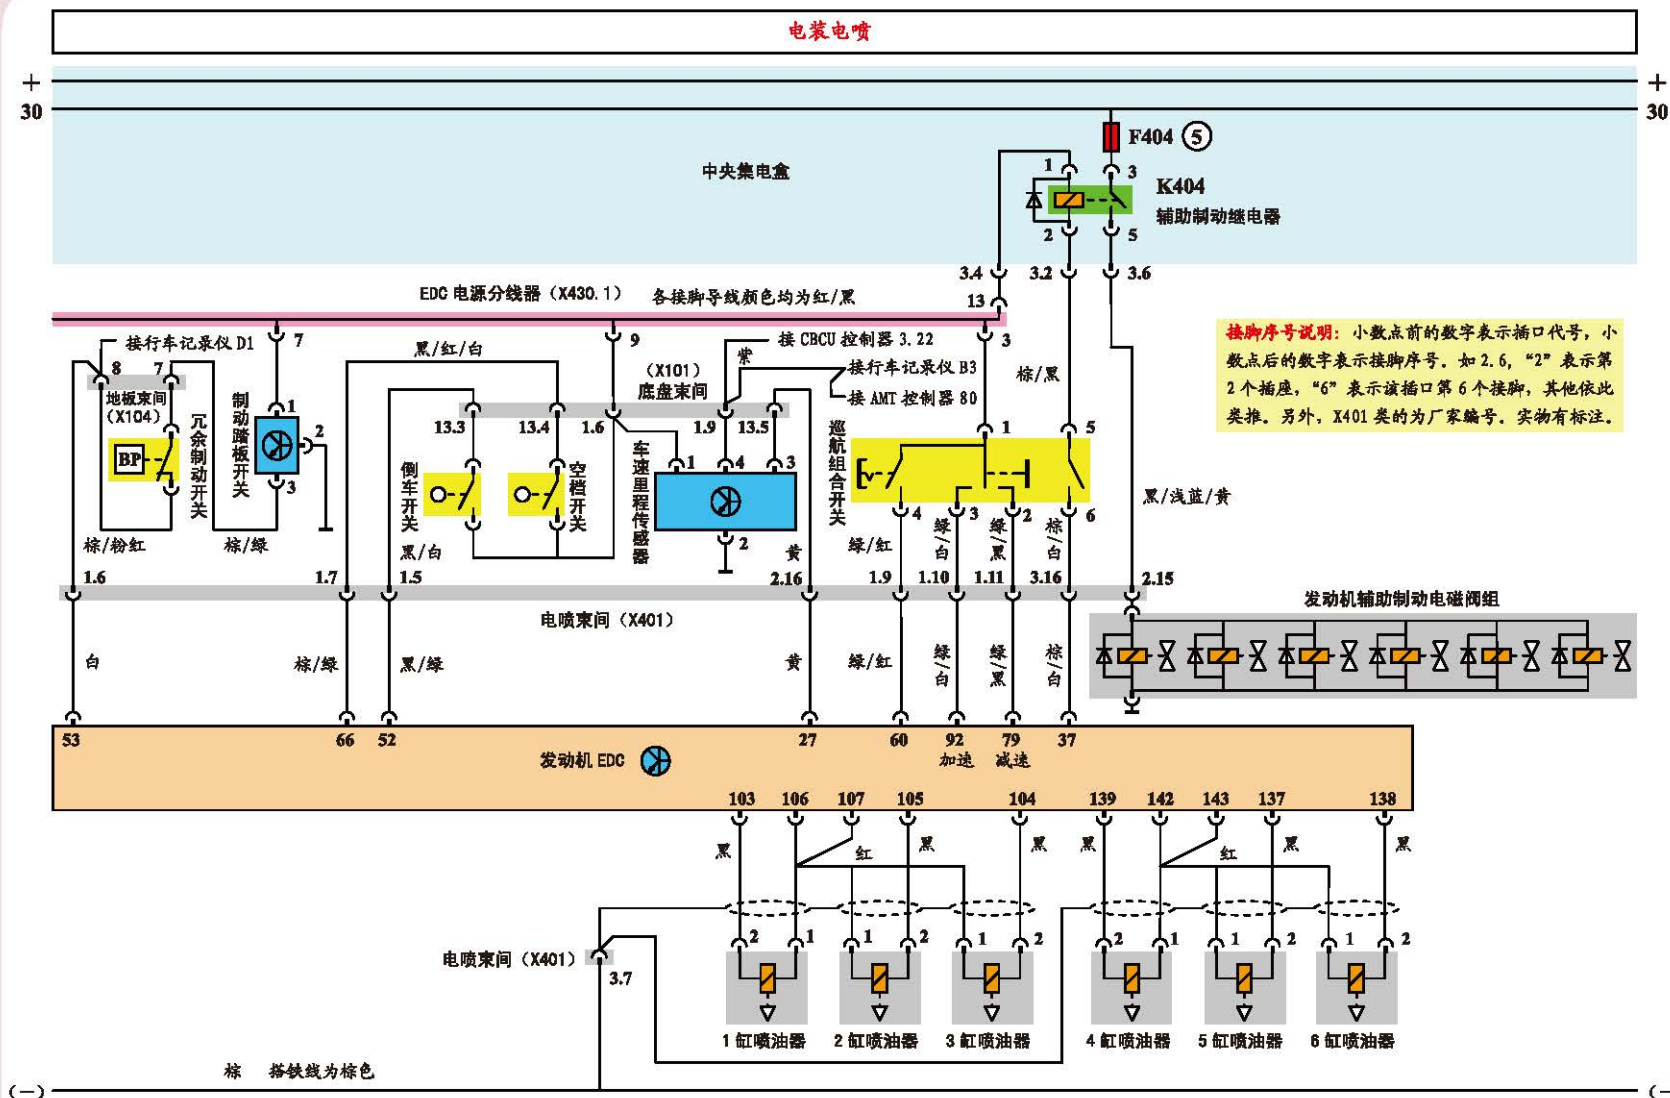 电装电喷
+
+
30
30
F404 ⑤
中央集电盒
1
3
K404
辅助制动继电器
2
5
3.4
3.2
3.6
EDC 电源分线器（X430.1）
各接脚导线颜色均为红/黑
13
接行车记录仪 D1
7
黑/红/白
9
接 CBCU 控制器 3.22
3
接脚序号说明：小数点前的数字表示插口代号，小
数点后的数字表示接脚序号。如 2.6，“2”表示第
2 个插座，“6”表示该插口第 6 个接脚，其他依此
类推。另外，X401 类的为厂家编号。实物有标注。
8
7
地板束间
（X104）
（X101）
底盘束间
紫
接行车记录仪 B3
接 AMT 控制器 80
棕/黑
1
2
3
BP
冗余制动开关
制动踏板开关
13.3
13.4
1.6
1.9
13.5
倒车开关
空档开关
车速里程传感器
1
4
3
2
巡航组合开关
1
5
4
3
2
6
黑/浅蓝/黄
棕/粉红
棕/绿
黑/白
黄
绿/红
绿/白
绿/黑
棕/白
1.6
1.7
1.5
2.16
1.9
1.10
1.11
3.16
2.15
电喷束间（X401）
发动机辅助制动电磁阀组
白
棕/绿
黑/绿
黄
绿/红
绿/白
绿/黑
棕/白
53
66
52
27
60
92
79
37
发动机 EDC
加速
减速
103
106
107
105
104
139
142
143
137
138
黑
红
黑
黑
黑
红
黑
黑
2
1
1
2
1
2
2
1
1
2
1
2
电喷束间（X401）
3.7
1 缸喷油器
2 缸喷油器
3 缸喷油器
4 缸喷油器
5 缸喷油器
6 缸喷油器
棕
搭铁线为棕色
(—)
(—